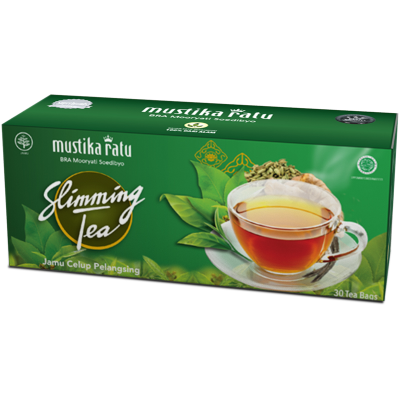 mustika ratu
BRA Mooryati Soedibyo
mustika ratu
BRA Mooryati Soedibyo
Slimming
Tea
Jamu Celup Pelangsing
30 Tea Bags